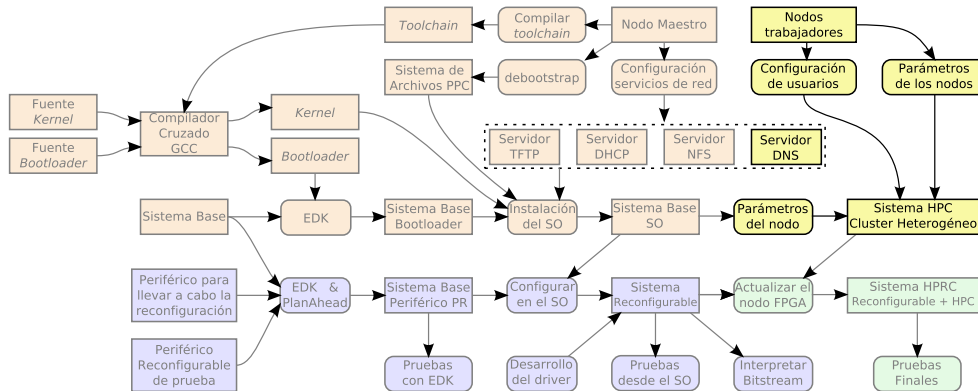 Toolchain
Compilar
toolchain
Nodo Maestro
Nodos
trabajadores
Sistema de
Archivos PPC
debootstrap
Configuración
servicios de red
Configuración
de usuarios
Parámetros
de los nodos
Fuente
Kernel
Fuente
Bootloader
Compilador
Cruzado
GCC
Kernel
Bootloader
Servidor
TFTP
Servidor
DHCP
Servidor
NFS
Servidor
DNS
Sistema Base
EDK
Sistema Base
Bootloader
Instalación
del SO
Sistema Base
SO
Parámetros
del nodo
Sistema HPC
Cluster Heterogéneo
Periférico para
llevar a cabo la
reconfiguración
EDK &
PlanAhead
Sistema Base
Periférico PR
Configurar
en el SO
Sistema
Reconfigurable
Actualizar el
nodo FPGA
Sistema HPRC
Reconfigurable + HPC
Periférico
Reconfigurable
de prueba
Pruebas
con EDK
Desarrollo
del driver
Pruebas
desde el SO
Interpretar
Bitstream
Pruebas
Finales